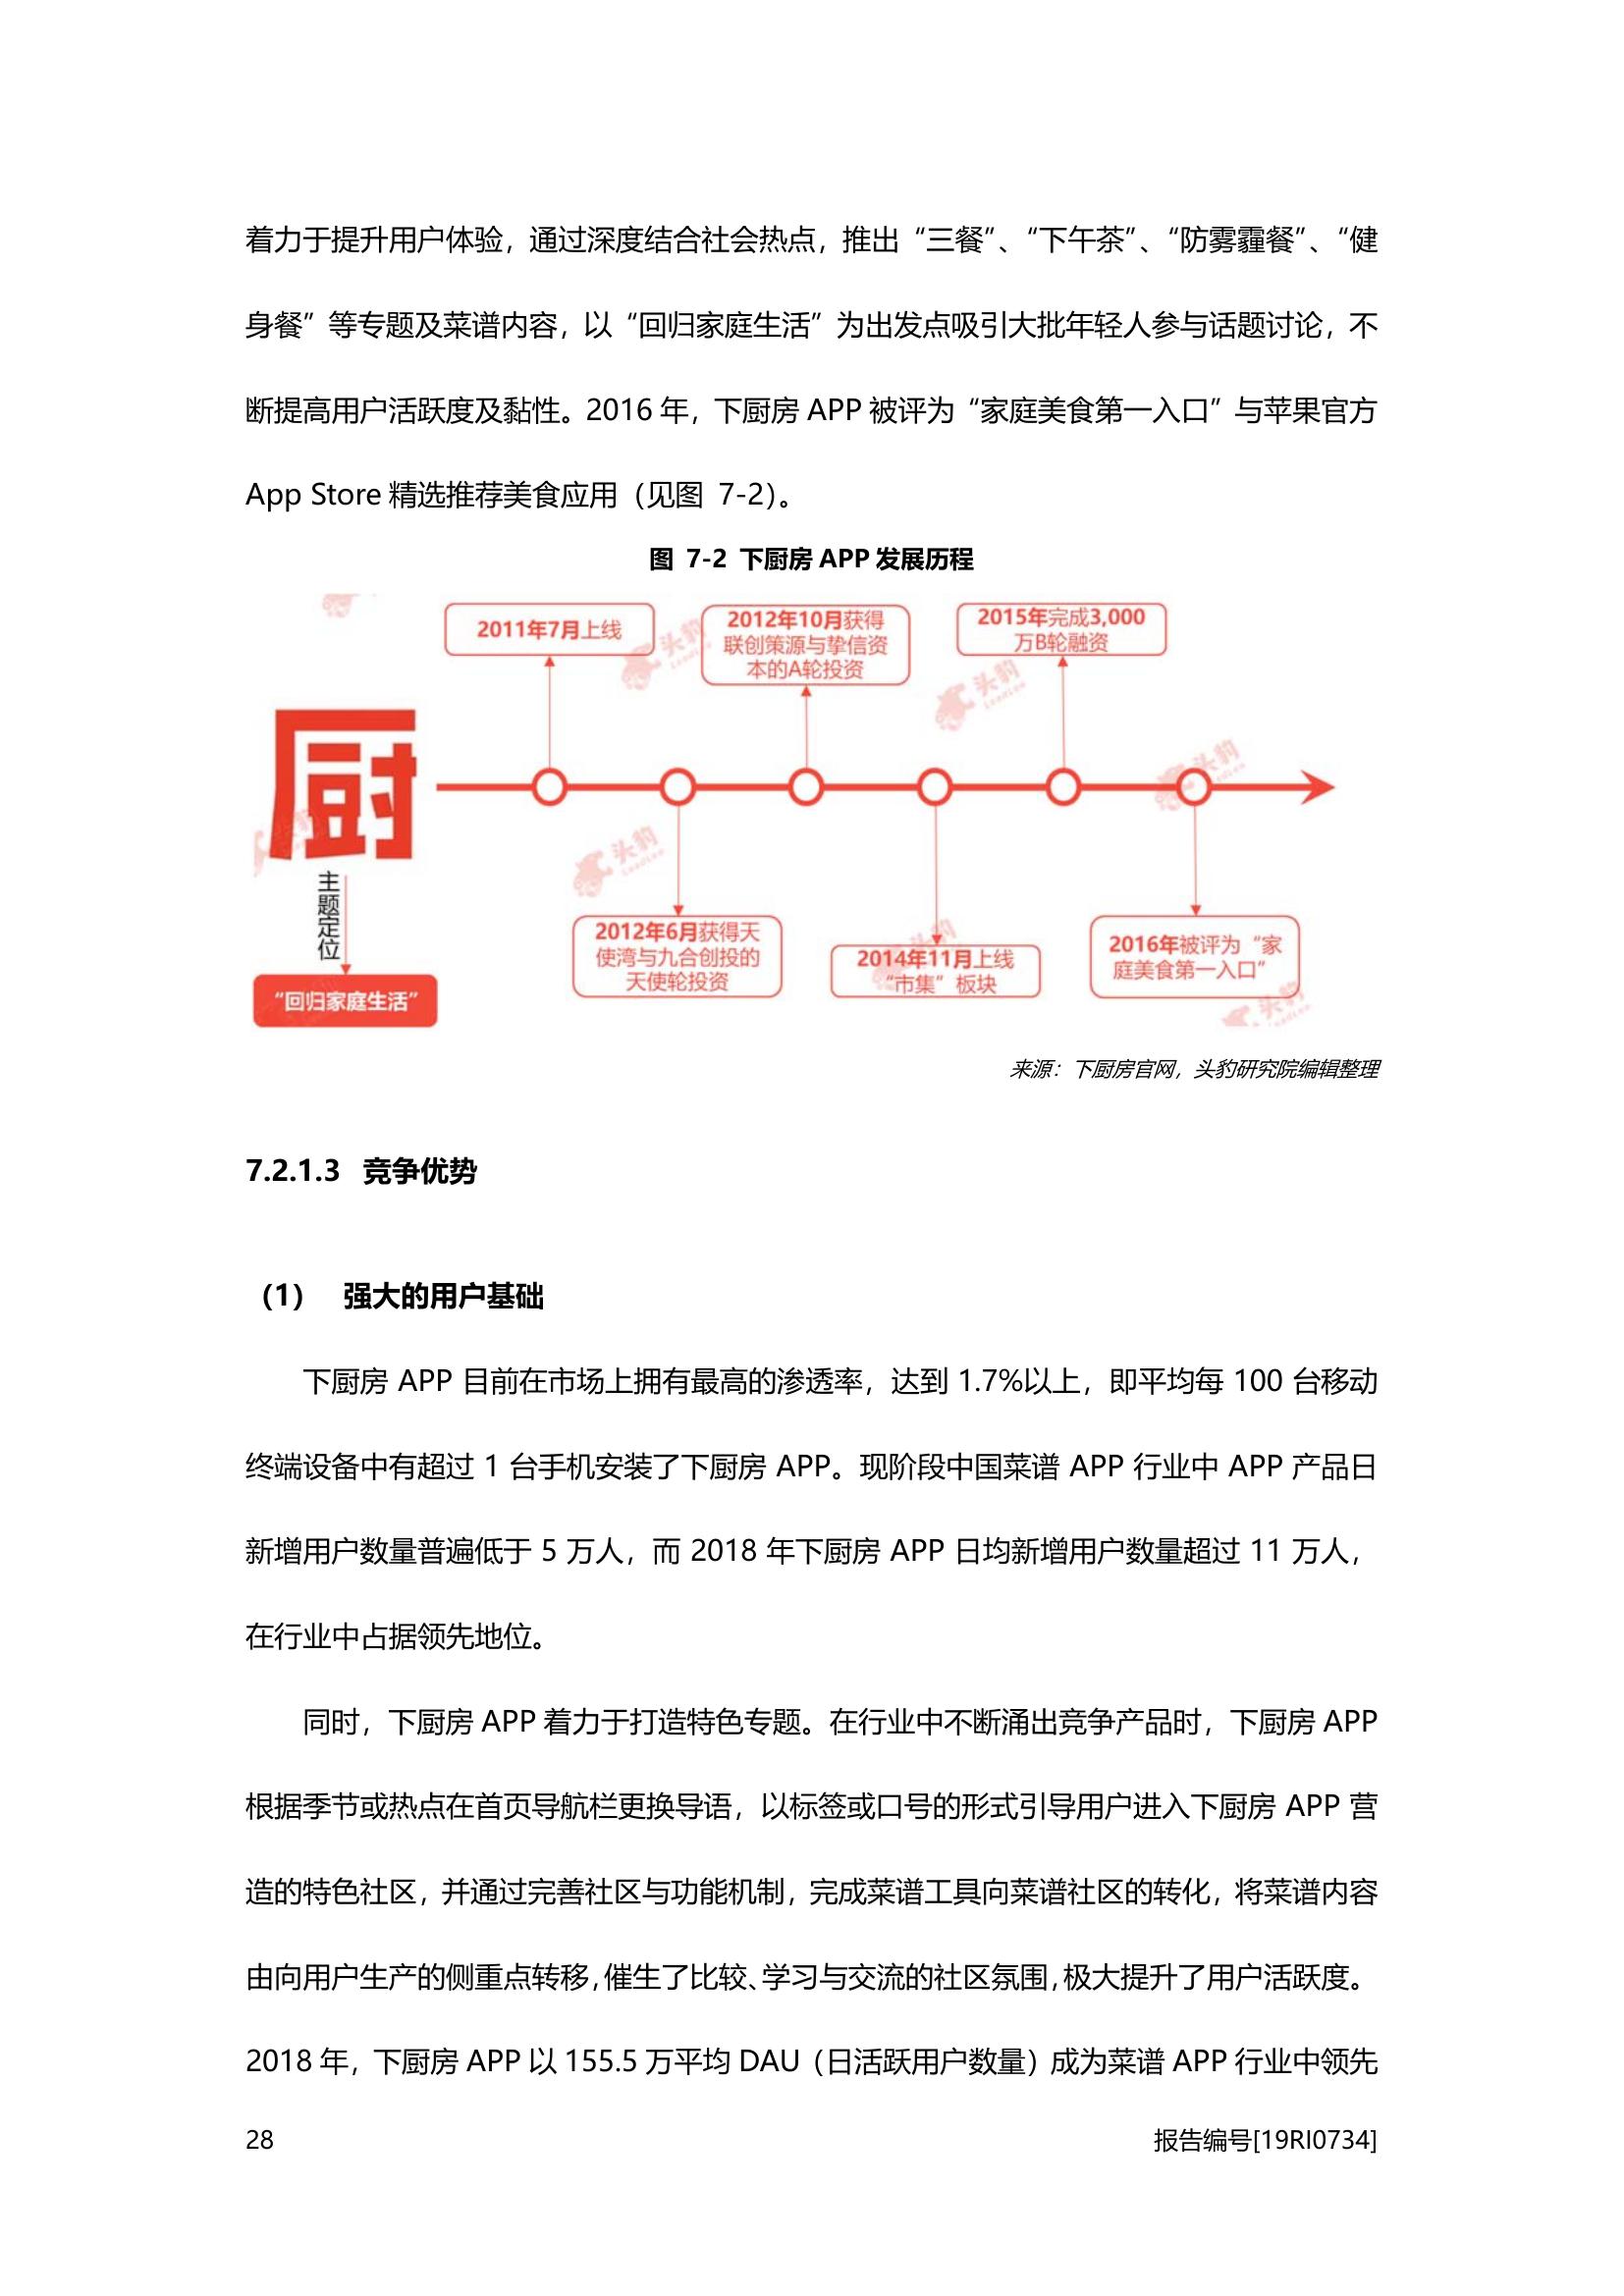 着力于提升用户体验，通过深度结合社会热点，推出“三餐”、“下午茶”、“防雾霾餐”、“健
身餐”等专题及菜谱内容，以“回归家庭生活”为出发点吸引大批年轻人参与话题讨论，不
断提高用户活跃度及黏性。2016 年，下厨房 APP 被评为“家庭美食第一入口”与苹果官方
App Store 精选推荐美食应用（见图 7-2）。
图 7-2 下厨房 APP 发展历程
2011年7月上线
2012年10月获得
联创策源与挚信资
本的A轮投资
2015年完成3,000
万B轮融资
厨
主题定位
“回归家庭生活”
2012年6月获得天
使湾与九合创投的
天使轮投资
2014年11月上线
“市集”板块
2016年被评为“家
庭美食第一入口”
头豹
头豹
头豹
头豹
头豹
来源：下厨房官网，头豹研究院编辑整理
7.2.1.3 竞争优势
（1） 强大的用户基础
下厨房 APP 目前在市场上拥有最高的渗透率，达到 1.7%以上，即平均每 100 台移动
终端设备中有超过 1 台手机安装了下厨房 APP。现阶段中国菜谱 APP 行业中 APP 产品日
新增用户数量普遍低于 5 万人，而 2018 年下厨房 APP 日均新增用户数量超过 11 万人，
在行业中占据领先地位。
同时，下厨房 APP 着力于打造特色专题。在行业中不断涌出竞争产品时，下厨房 APP
根据季节或热点在首页导航栏更换导语，以标签或口号的形式引导用户进入下厨房 APP 营
造的特色社区，并通过完善社区与功能机制，完成菜谱工具向菜谱社区的转化，将菜谱内容
由向用户生产的侧重点转移，催生了比较、学习与交流的社区氛围，极大提升了用户活跃度。
2018 年，下厨房 APP 以 155.5 万平均 DAU（日活跃用户数量）成为菜谱 APP 行业中领先
28
报告编号[19RI0734]